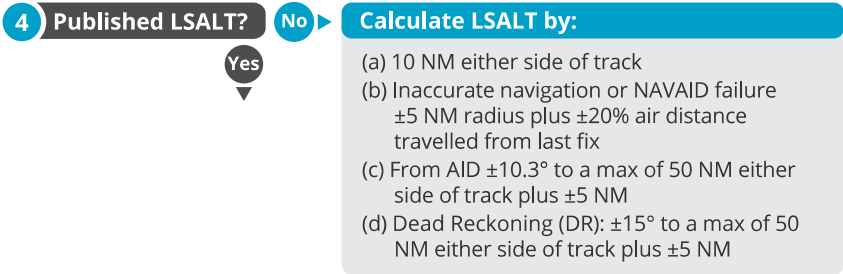 4 Published LSALT? No Calculate LSALT by:
Yes
(a) 10 NM either side of track
(b) Inaccurate navigation or NAVAID failure
±5 NM radius plus ±20% air distance
travelled from last fix
(c) From AID ±10.3° to a max of 50 NM either
side of track plus ±5 NM
(d) Dead Reckoning (DR): ±15° to a max of 50
NM either side of track plus ±5 NM